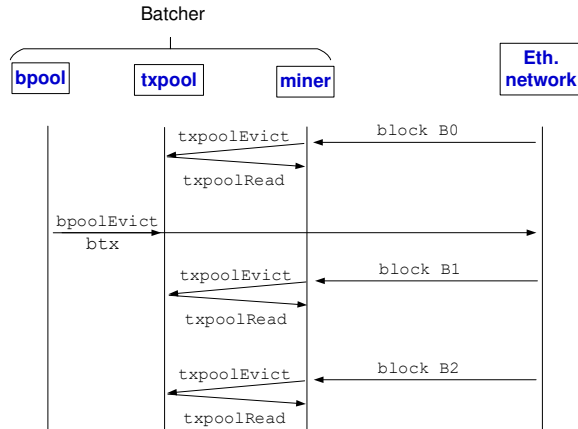 Batcher
bpool
txpool
miner
Eth.
network
txpoolEvict
block B0
txpoolRead
bpoolEvict
btx
txpoolEvict
block B1
txpoolRead
txpoolEvict
block B2
txpoolRead